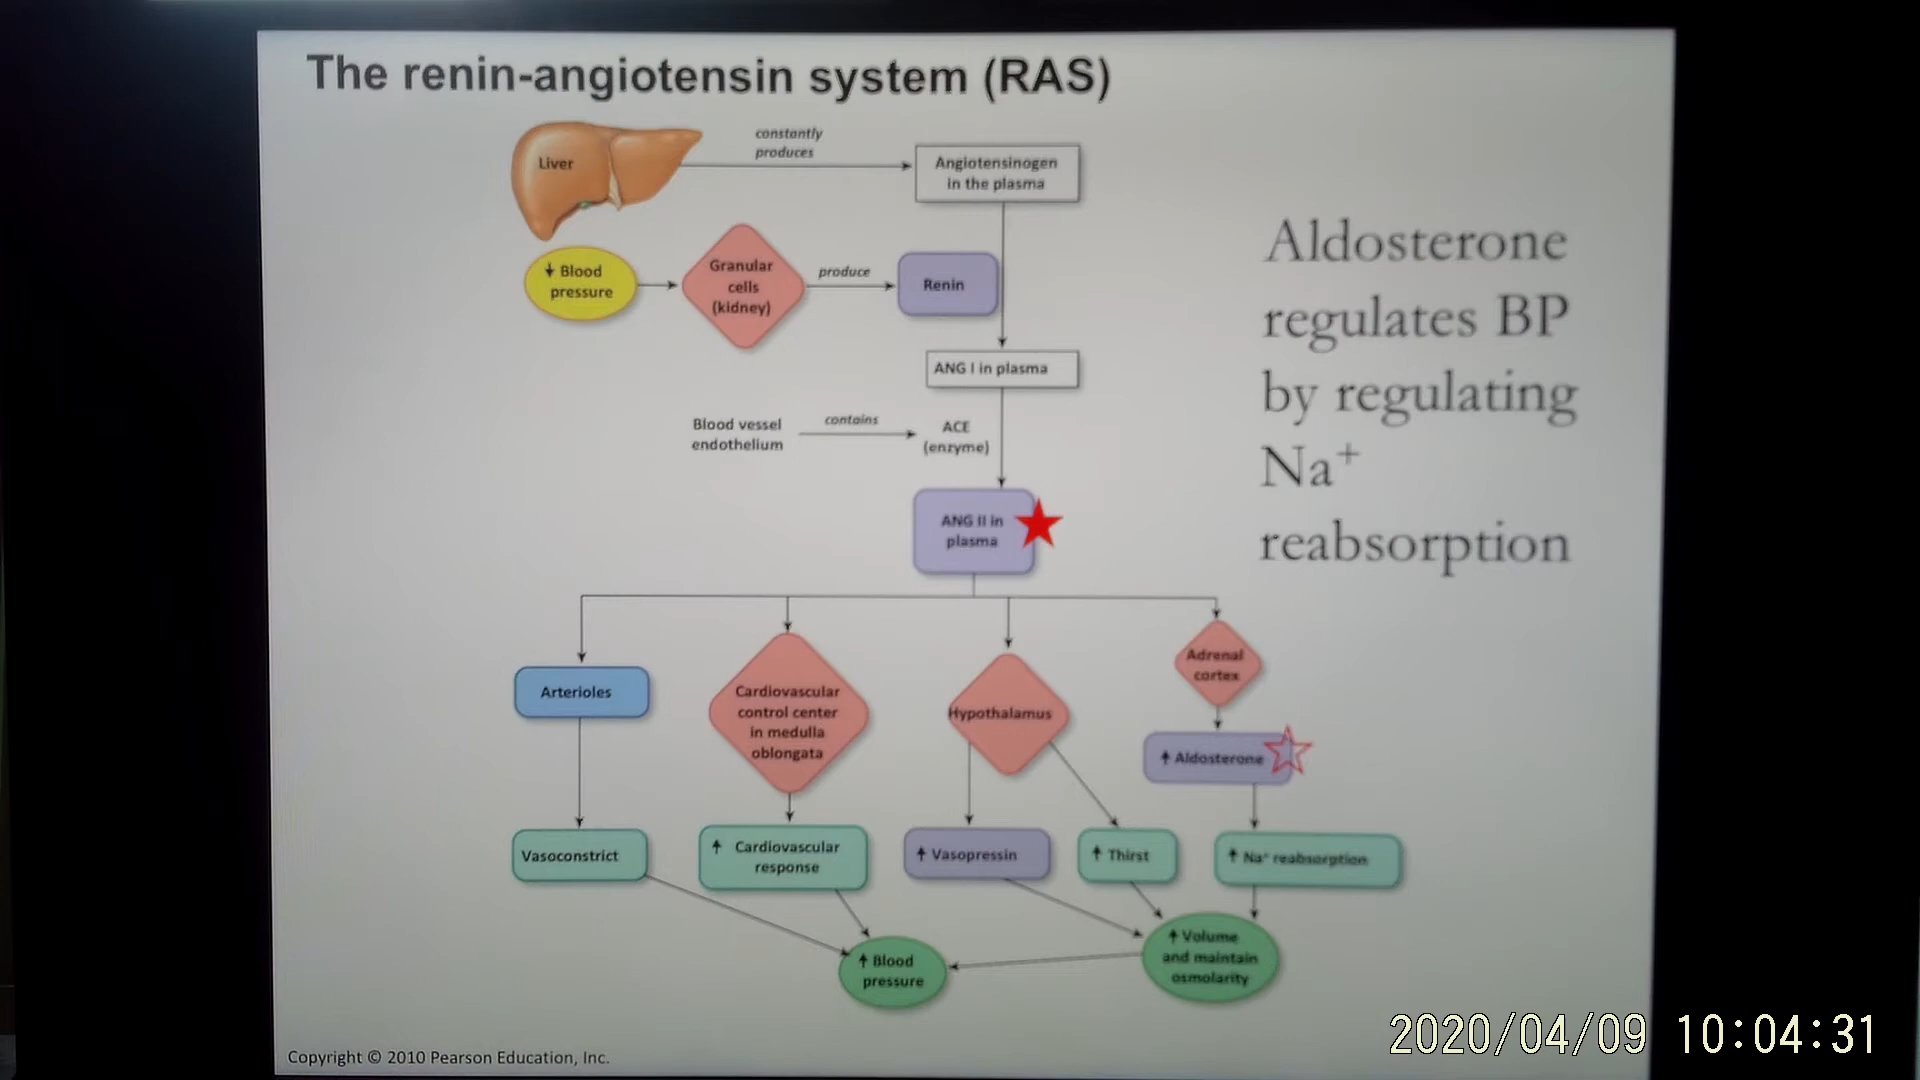 The renin-angiotensin system (RAS)
Liver
constantly
produces
Angiotensinogen
in the plasma
↓ Blood
pressure
Granular
cells
(kidney)
produce
Renin
ANG I in plasma
Blood vessel
endothelium
contains
ACE
(enzyme)
ANG II in
plasma
Aldosterone
regulates BP
by regulating
Na⁺
reabsorption
Arterioles
Cardiovascular
control center
in medulla
oblongata
Hypothalamus
Adrenal
cortex
↑ Aldosterone
Vasoconstrict
↑ Cardiovascular
response
↑ Vasopressin
↑ Thirst
↑ Na⁺ reabsorption
↑ Blood
pressure
↑ Volume
and maintain
osmolarity
Copyright © 2010 Pearson Education, Inc.
2020/04/09 10:04:31